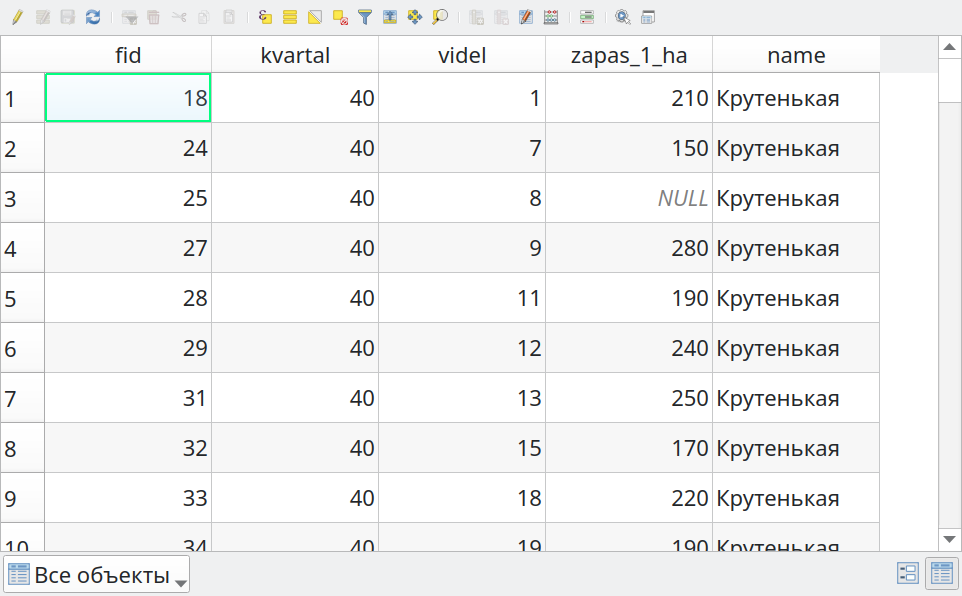 fid kvartal videl zapas_1_ha name
1 18 40 1 210 Крутенькая
2 24 40 7 150 Крутенькая
3 25 40 8 NULL Крутенькая
4 27 40 9 280 Крутенькая
5 28 40 11 190 Крутенькая
6 29 40 12 240 Крутенькая
7 31 40 13 250 Крутенькая
8 32 40 15 170 Крутенькая
9 33 40 18 220 Крутенькая
10 34 40 19 190 Крутенькая
Все объекты